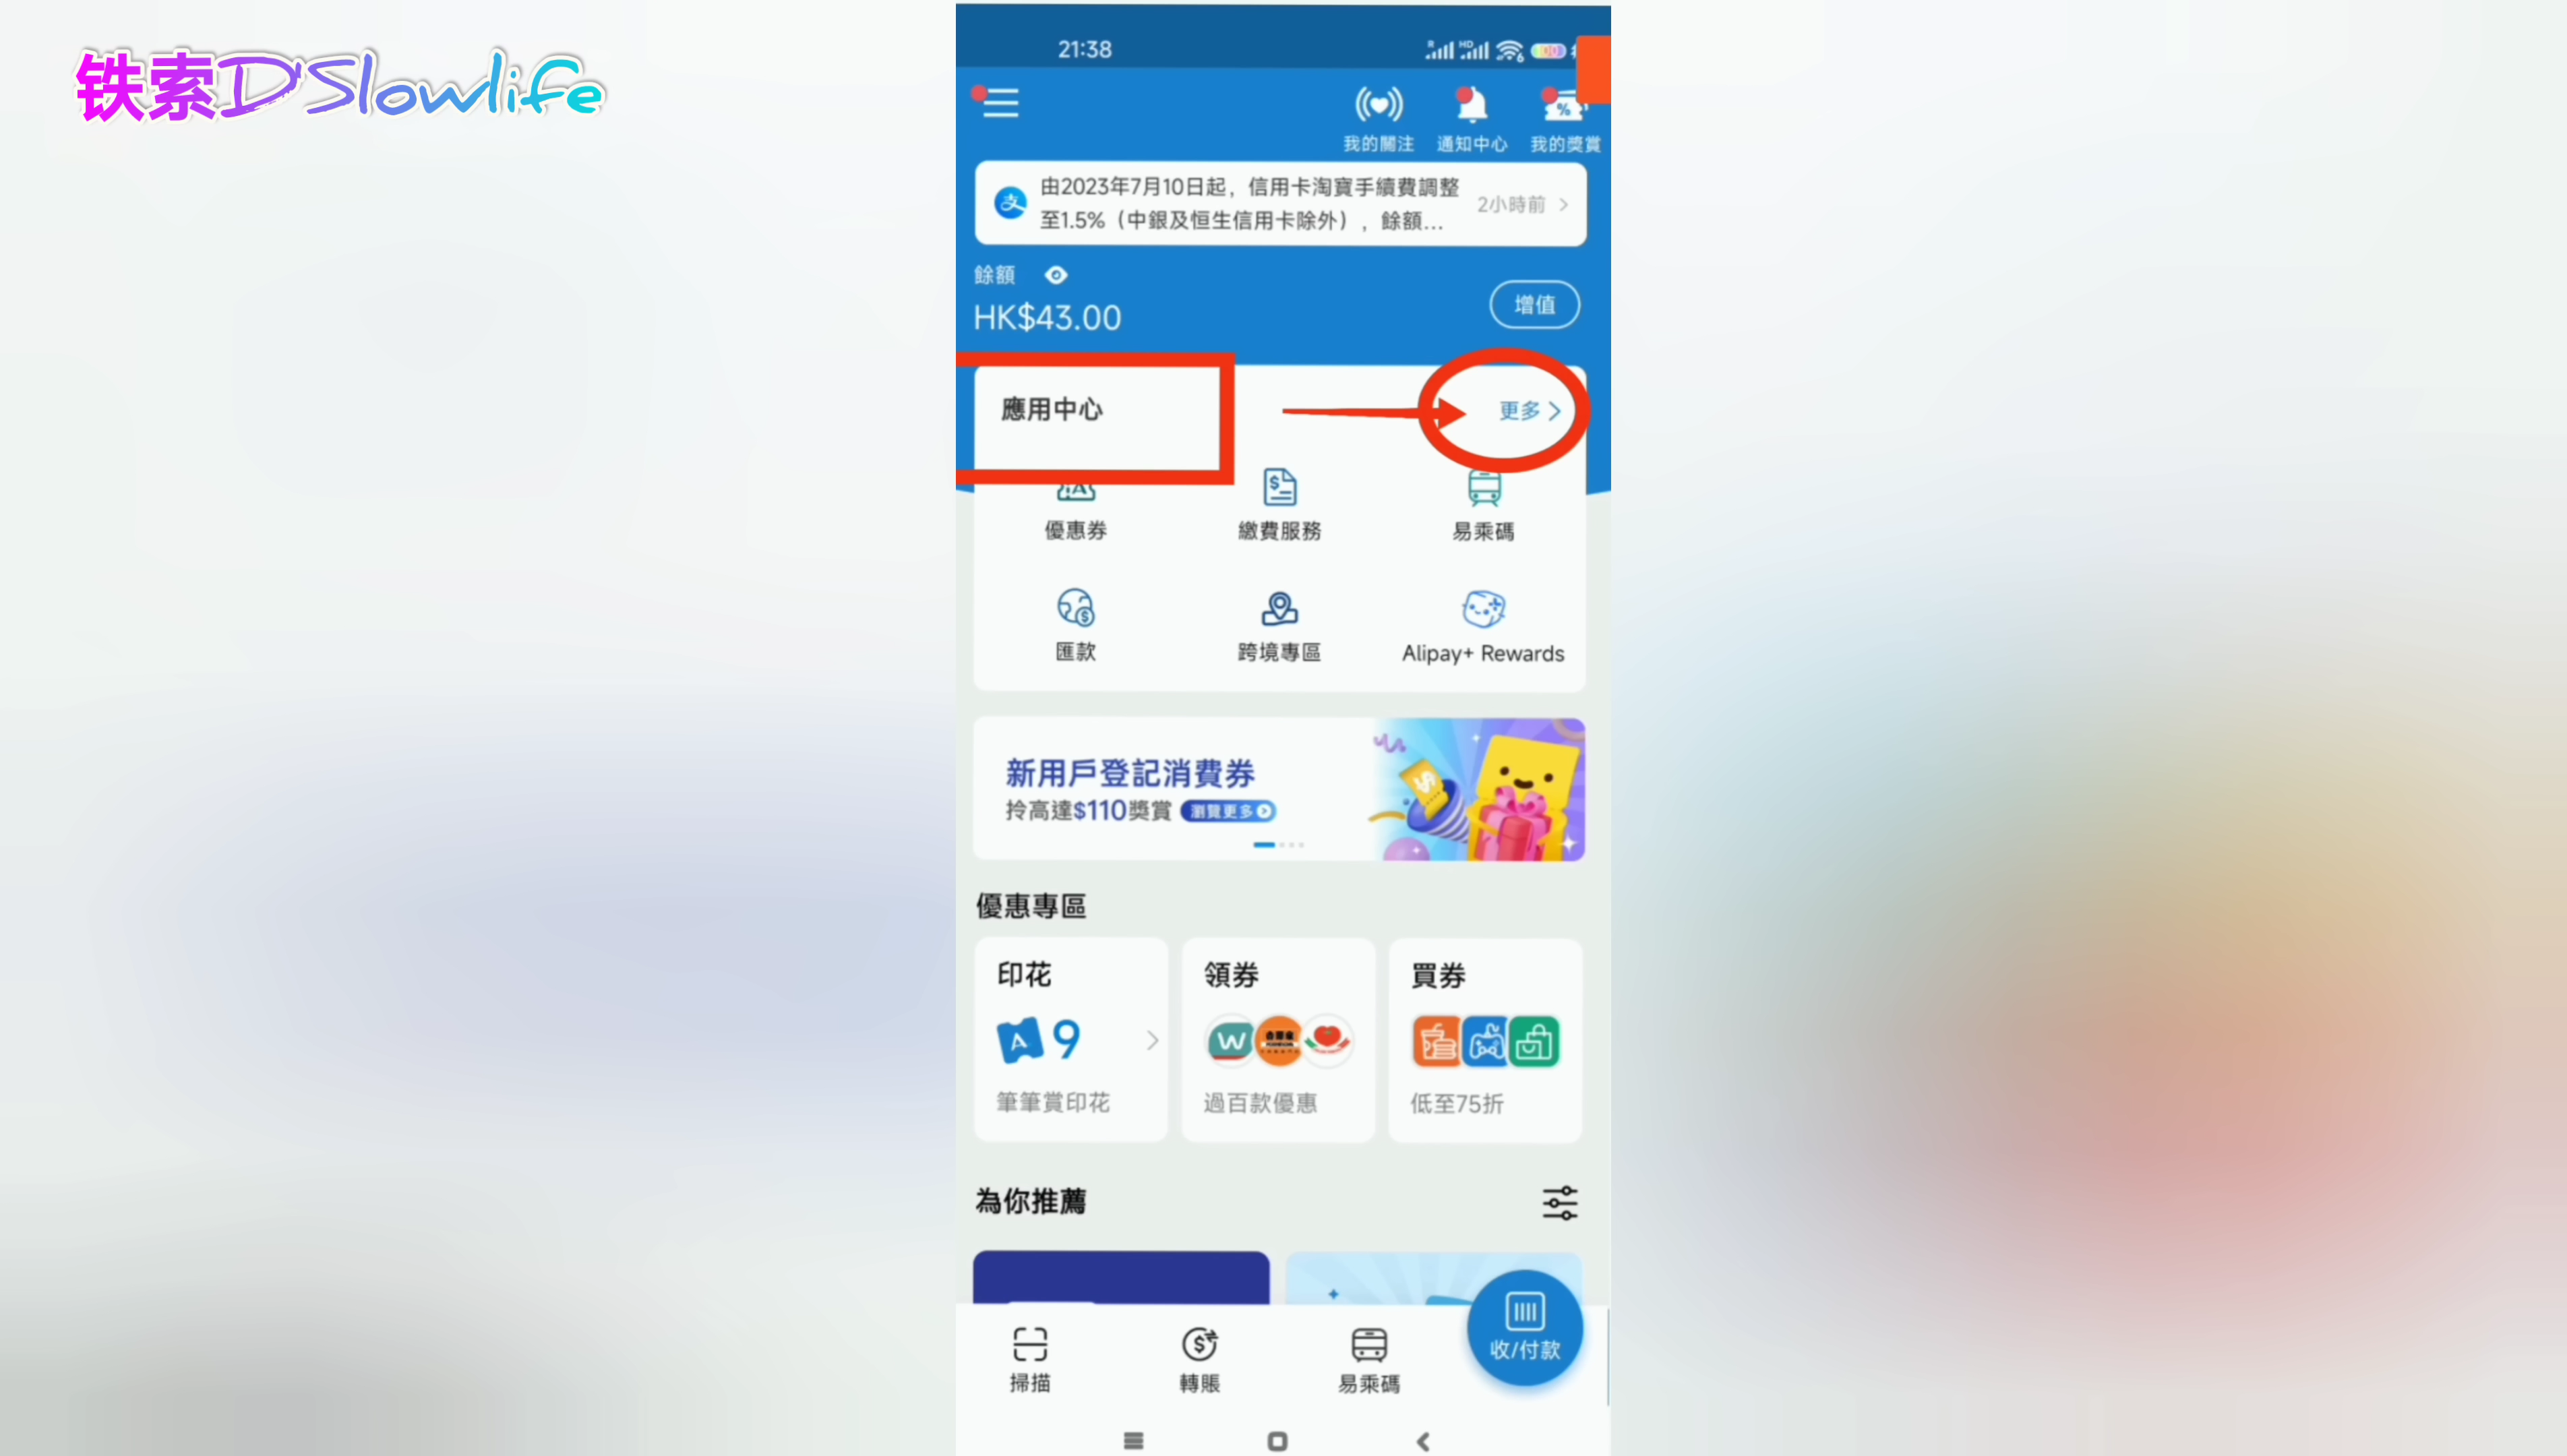 铁索D'Slowlife
21:38
我的關注
通知中心
我的獎賞
由2023年7月10日起，信用卡淘寶手續費調整
至1.5%（中銀及恒生信用卡除外），餘額...
2小時前
餘額
HK$43.00
增值
應用中心
更多
優惠券
繳費服務
易乘碼
匯款
跨境專區
Alipay+ Rewards
新用戶登記消費券
拎高達$110獎賞 瀏覽更多
優惠專區
印花
領券
買券
9
筆筆賞印花
過百款優惠
低至75折
為你推薦
掃描
轉賬
易乘碼
收/付款